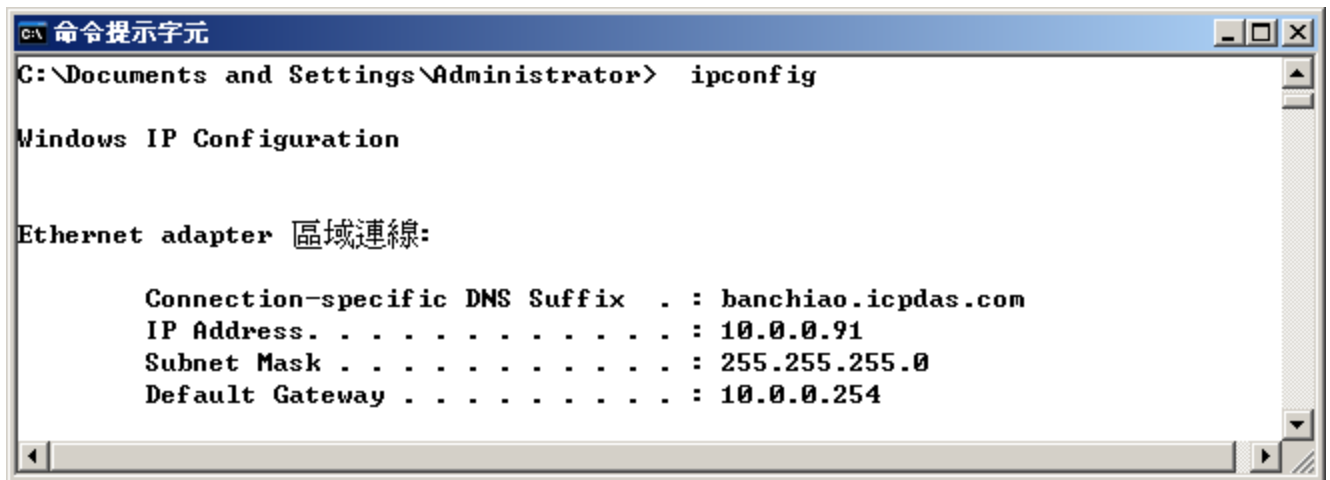 命令提示字元
C:\Documents and Settings\Administrator>  ipconfig
Windows IP Configuration
Ethernet adapter 區域連線:
Connection-specific DNS Suffix  . : banchiao.icpdas.com
IP Address. . . . . . . . . . . . : 10.0.0.91
Subnet Mask . . . . . . . . . . . : 255.255.255.0
Default Gateway . . . . . . . . . : 10.0.0.254